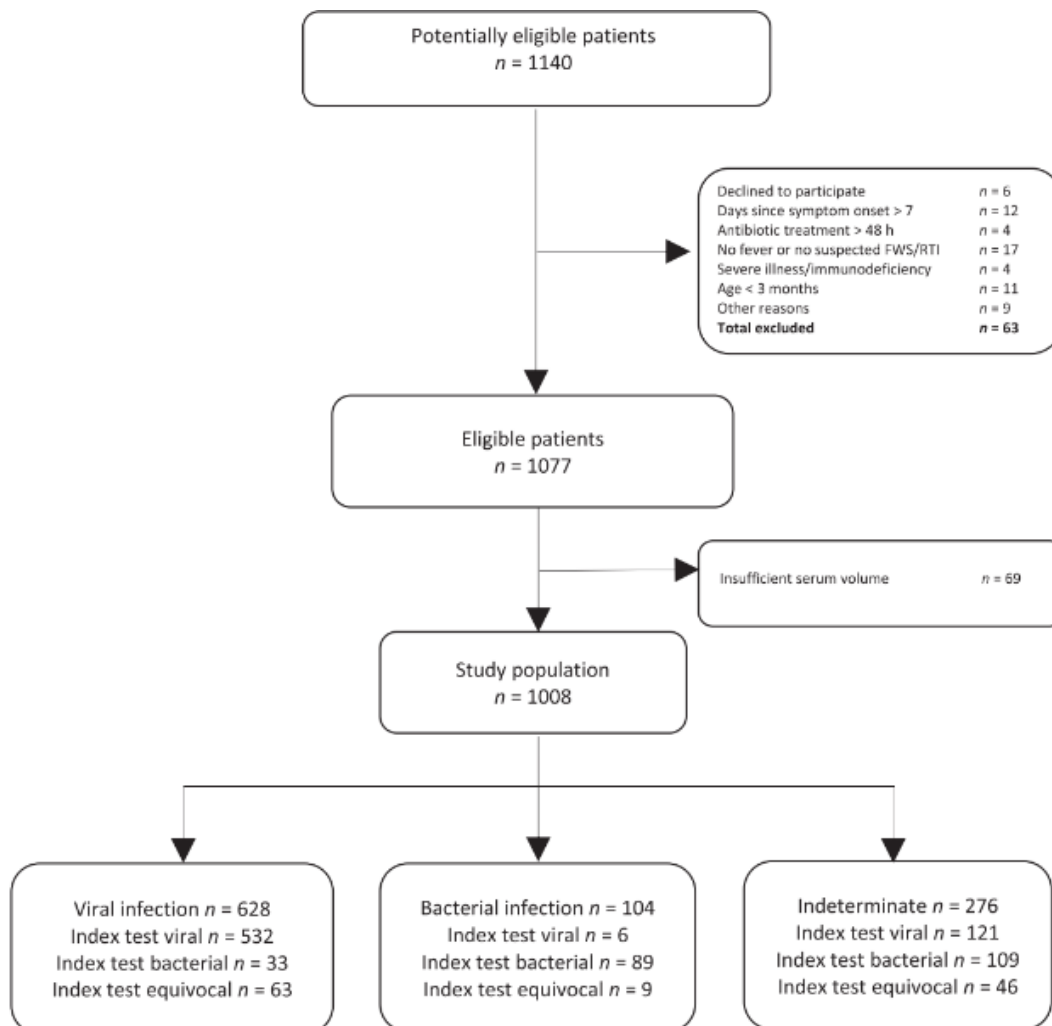 Potentially eligible patients
n = 1140
Declined to participate n = 6
Days since symptom onset > 7 n = 12
Antibiotic treatment > 48 h n = 4
No fever or no suspected FWS/RTI n = 17
Severe illness/immunodeficiency n = 4
Age < 3 months n = 11
Other reasons n = 9
Total excluded n = 63
Eligible patients
n = 1077
Insufficient serum volume n = 69
Study population
n = 1008
Viral infection n = 628
Index test viral n = 532
Index test bacterial n = 33
Index test equivocal n = 63
Bacterial infection n = 104
Index test viral n = 6
Index test bacterial n = 89
Index test equivocal n = 9
Indeterminate n = 276
Index test viral n = 121
Index test bacterial n = 109
Index test equivocal n = 46